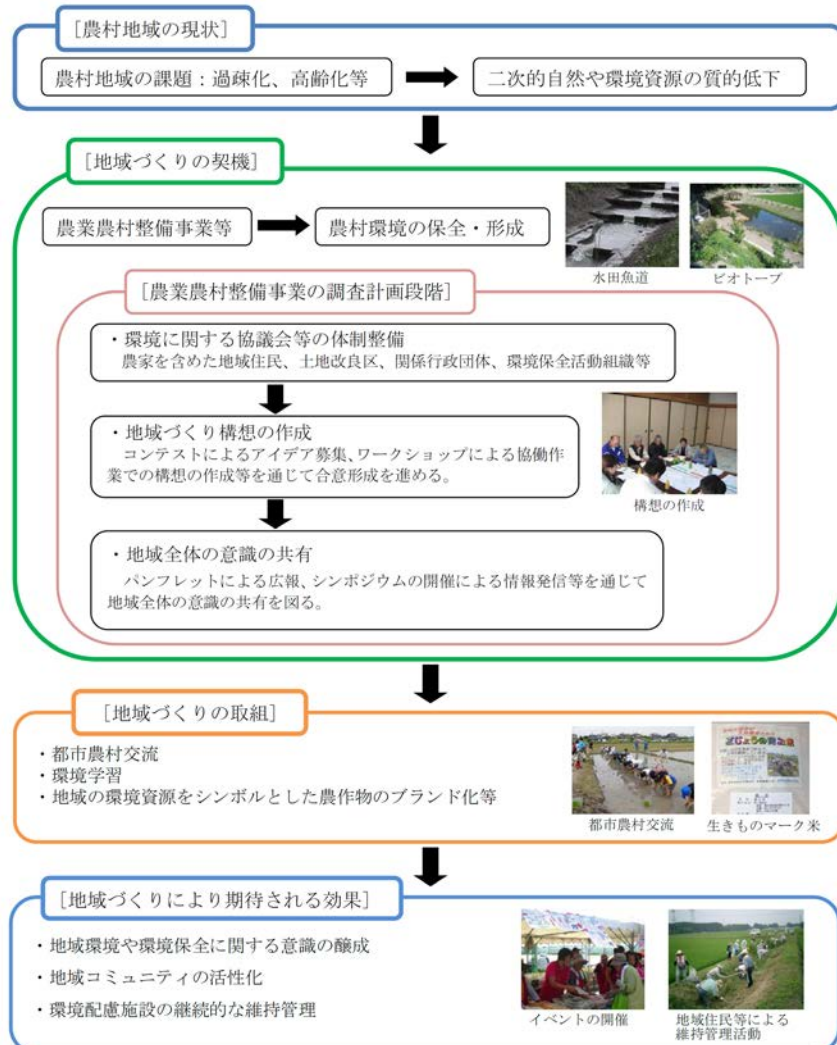 [農村地域の現状]
農村地域の課題：過疎化、高齢化等
二次的自然や環境資源の質的低下
[地域づくりの契機]
農業農村整備事業等
農村環境の保全・形成
水田魚道
ビオトープ
[農業農村整備事業の調査計画段階]
・環境に関する協議会等の体制整備
農家を含めた地域住民、土地改良区、関係行政団体、環境保全活動組織等
・地域づくり構想の作成
コンテストによるアイデア募集、ワークショップによる協働作
業での構想の作成等を通じて合意形成を進める。
構想の作成
・地域全体の意識の共有
パンフレットによる広報、シンポジウムの開催による情報発信等を通じて
地域全体の意識の共有を図る。
[地域づくりの取組]
・都市農村交流
・環境学習
・地域の環境資源をシンボルとした農作物のブランド化等
都市農村交流
生きものマーク米
[地域づくりにより期待される効果]
・地域環境や環境保全に関する意識の醸成
・地域コミュニティの活性化
・環境配慮施設の継続的な維持管理
イベントの開催
地域住民等による
維持管理活動